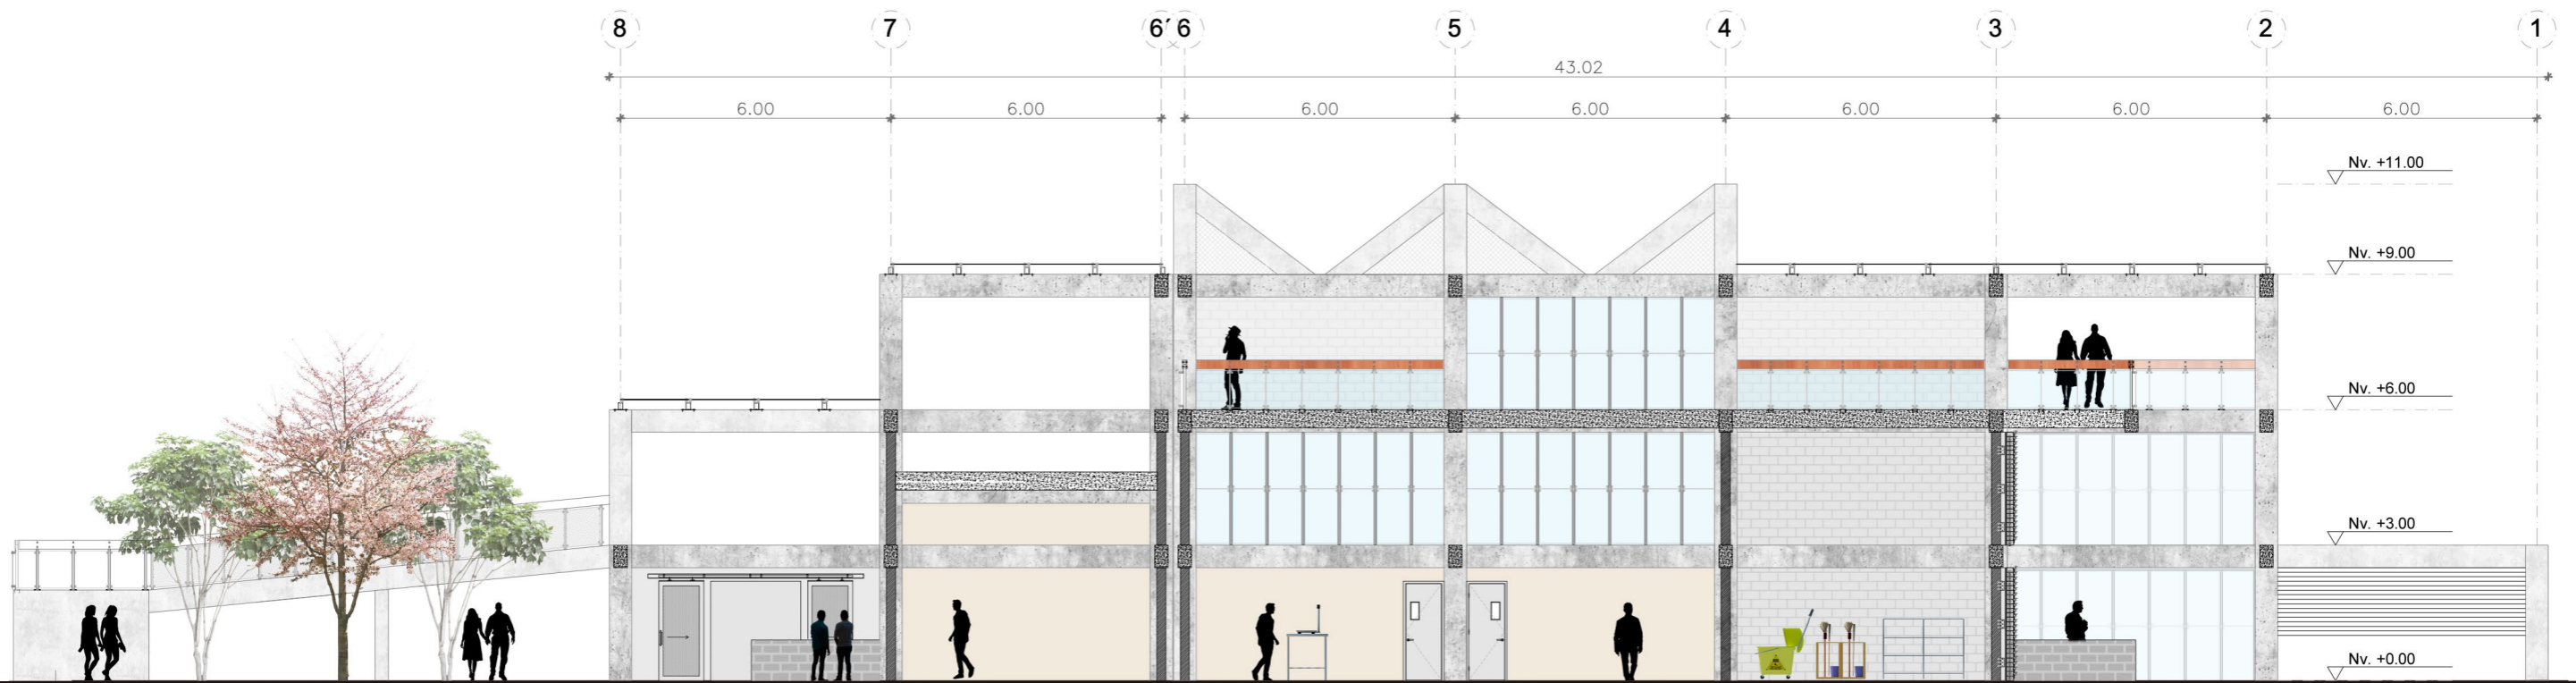 8 7 6' 6 5 4 3 2 1
43.02
6.00 6.00 6.00 6.00 6.00 6.00 6.00
Nv. +11.00
Nv. +9.00
Nv. +6.00
Nv. +3.00
Nv. +0.00